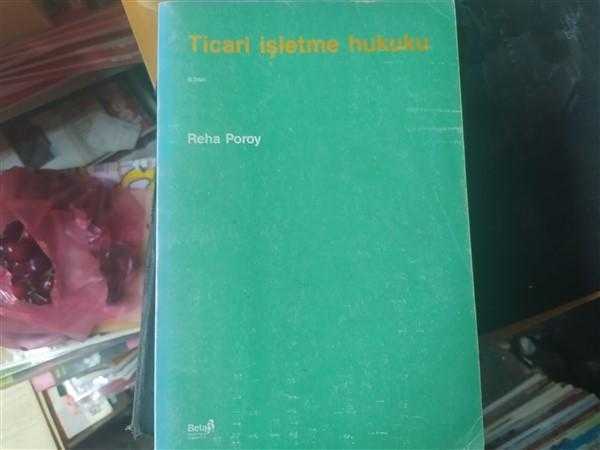 Ticari işletme hukuku
Reha Poroy
Beta